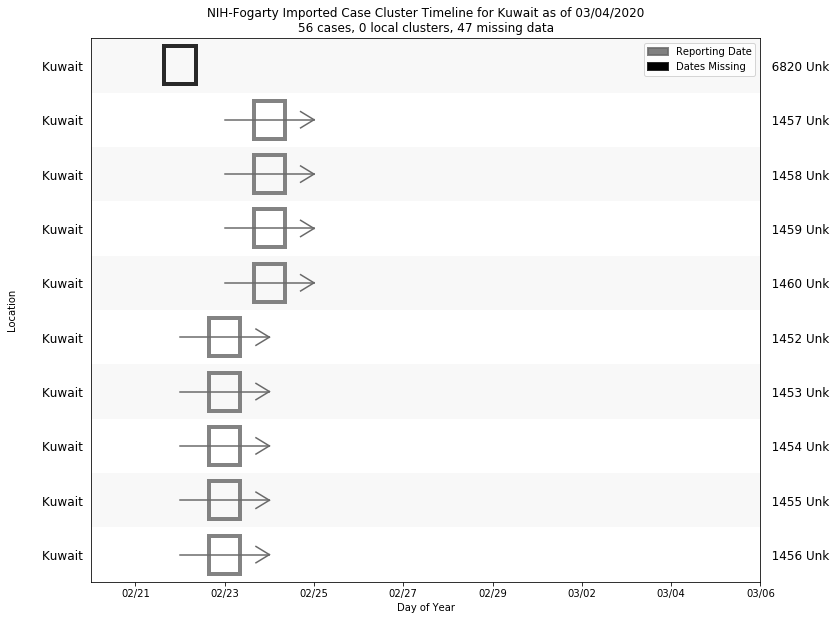 NIH-Fogarty Imported Case Cluster Timeline for Kuwait as of 03/04/2020
56 cases, 0 local clusters, 47 missing data
Reporting Date
Dates Missing
Kuwait 6820 Unk
Kuwait 1457 Unk
Kuwait 1458 Unk
Kuwait 1459 Unk
Kuwait 1460 Unk
Kuwait 1452 Unk
Kuwait 1453 Unk
Kuwait 1454 Unk
Kuwait 1455 Unk
Kuwait 1456 Unk
Location
02/21 02/23 02/25 02/27 02/29 03/02 03/04 03/06
Day of Year